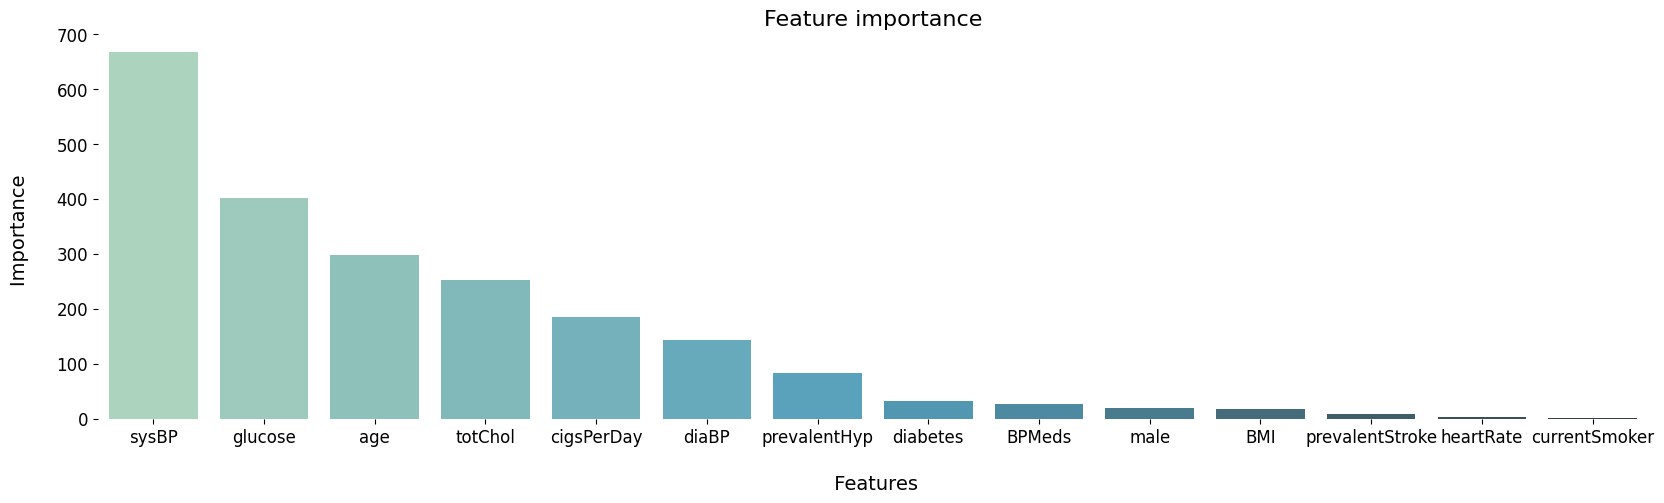 Feature importance
700
600
500
400
300
200
100
0
Importance
sysBP glucose age totChol cigsPerDay diaBP prevalentHyp diabetes BPMeds male BMI prevalentStroke heartRate currentSmoker
Features